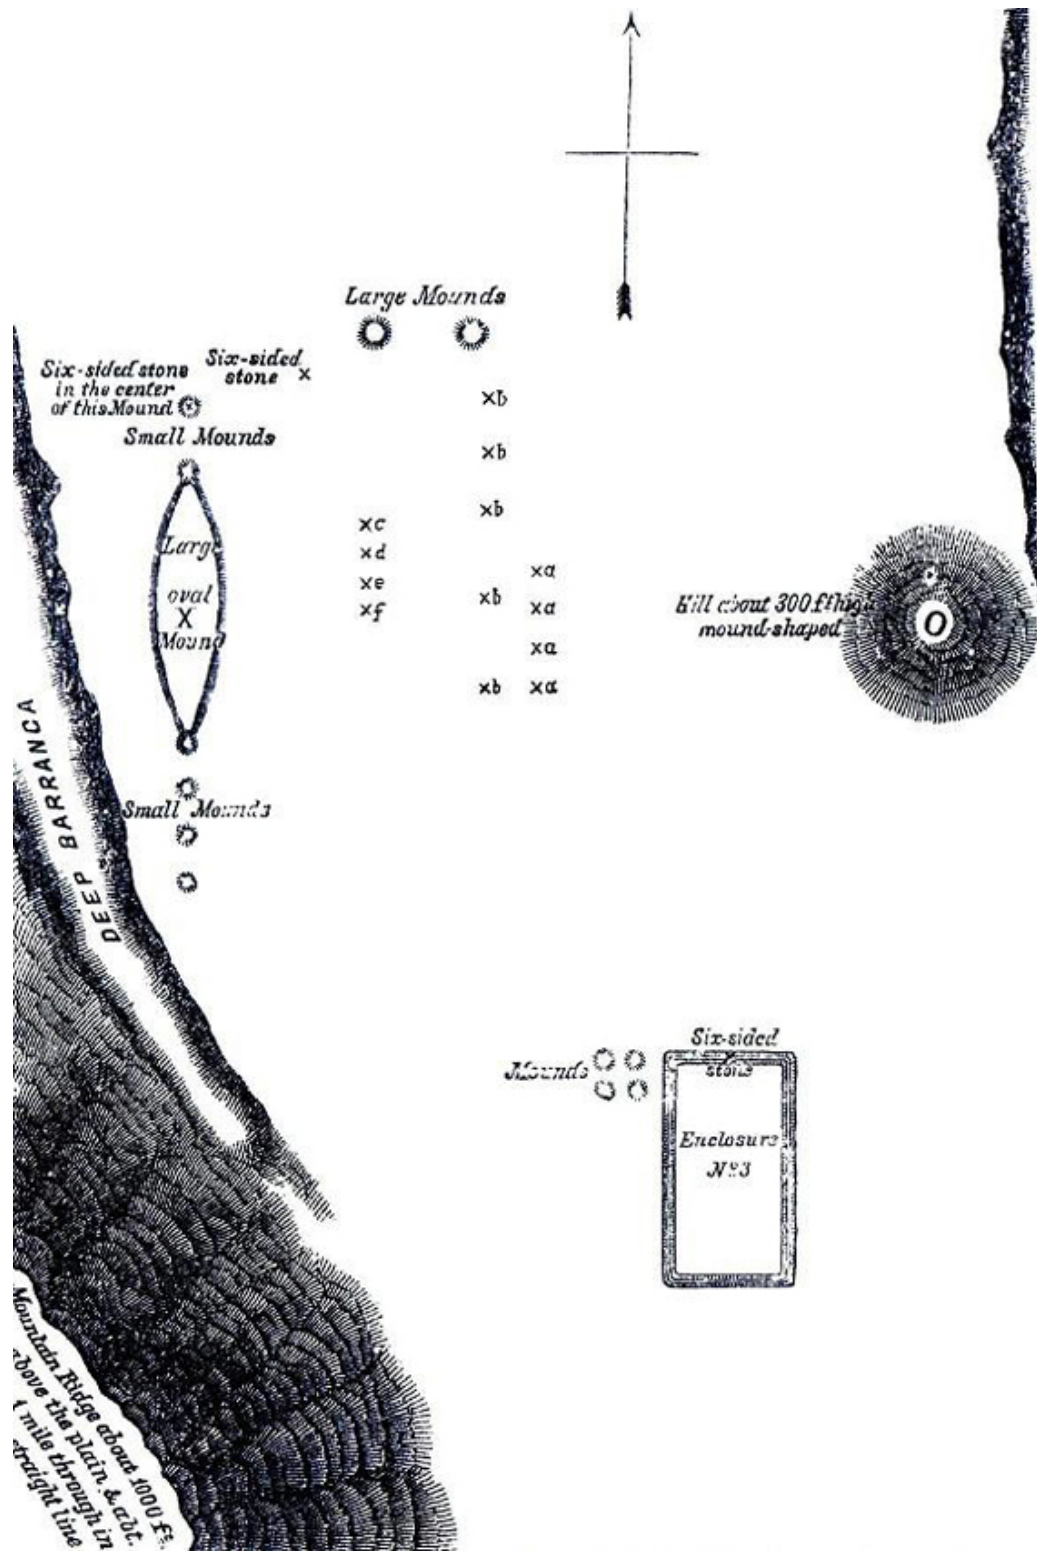 Large Mounds
Six-sided stone
in the center
of this Mound
Six-sided
stone x
Small Mounds
xb
xb
xb
xb
xb
xc
xd
xe
xf
xa
xa
xa
xa
Large
oval
X
Mound
Hill about 300 ft high
mound-shaped
O
DEEP BARRANCA
Small Mounds
Mounds
Six-sided
stone
Enclosure
No. 3
Mountain Ridge about 1000 ft.
above the plain & abt.
1 mile through in
straight line